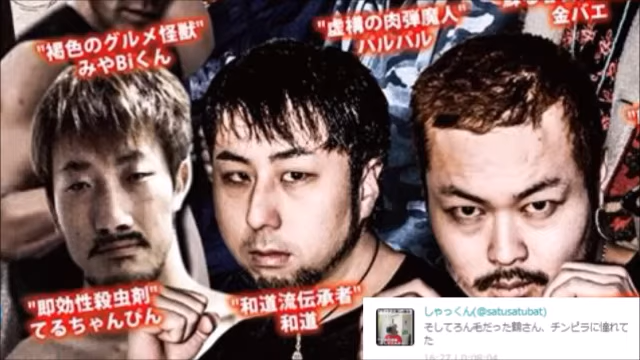 "褐色のグルメ怪獣"
みやBiくん
"虚構の肉弾魔人"
バルバル
金バエ
"即効性殺虫剤"
てるちゃんぴん
"和道流伝承者"
和道
しゃっくん(@satusatubat)
そしてろん毛だった鶴さん、チンピラに憧れて
た